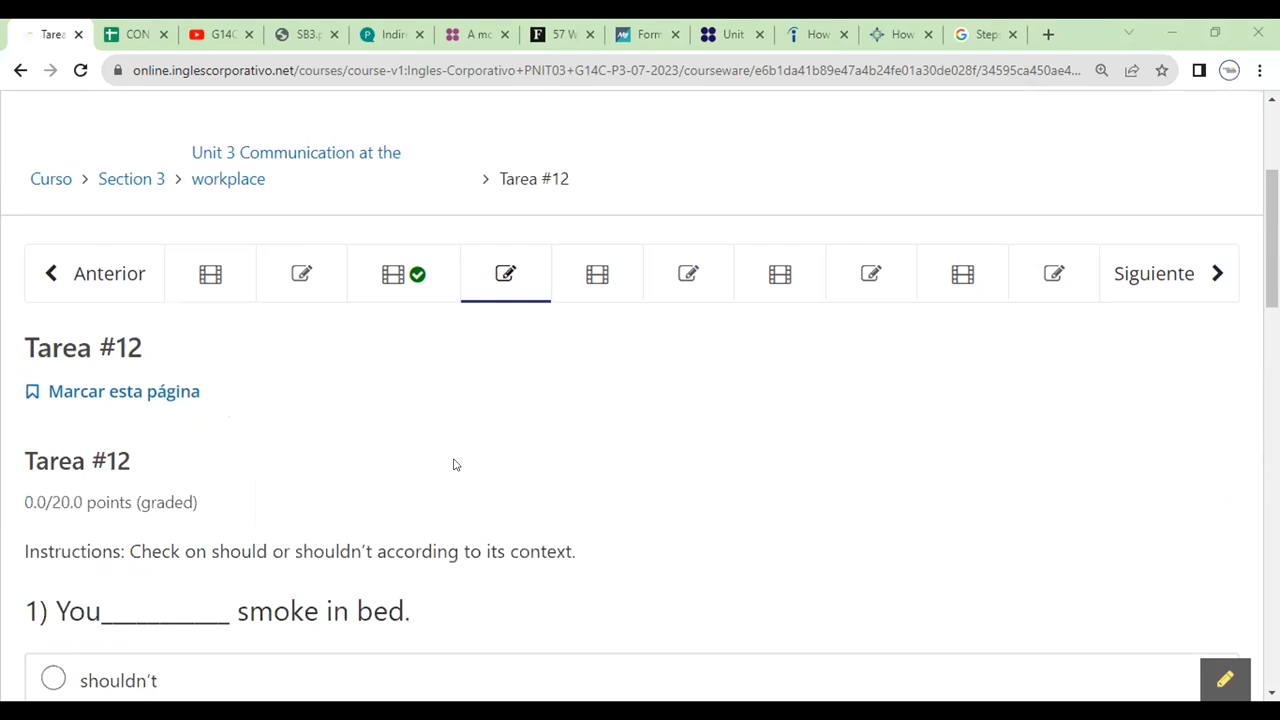 Tarea
CON
G14C
SB3.p
Indire
A mo
57 W
Form
Unit
How
How
Step
online.inglescorporativo.net/courses/course-v1:Ingles-Corporativo+PNIT03+G14C-P3-07-2023/courseware/e6b1da41b89e47a4b24fe01a30de028f/34595ca450ae4...
Unit 3 Communication at the
Curso > Section 3 > workplace > Tarea #12
Anterior
Siguiente
Tarea #12
Marcar esta página
Tarea #12
0.0/20.0 points (graded)
Instructions: Check on should or shouldn’t according to its context.
1) You___________ smoke in bed.
shouldn’t